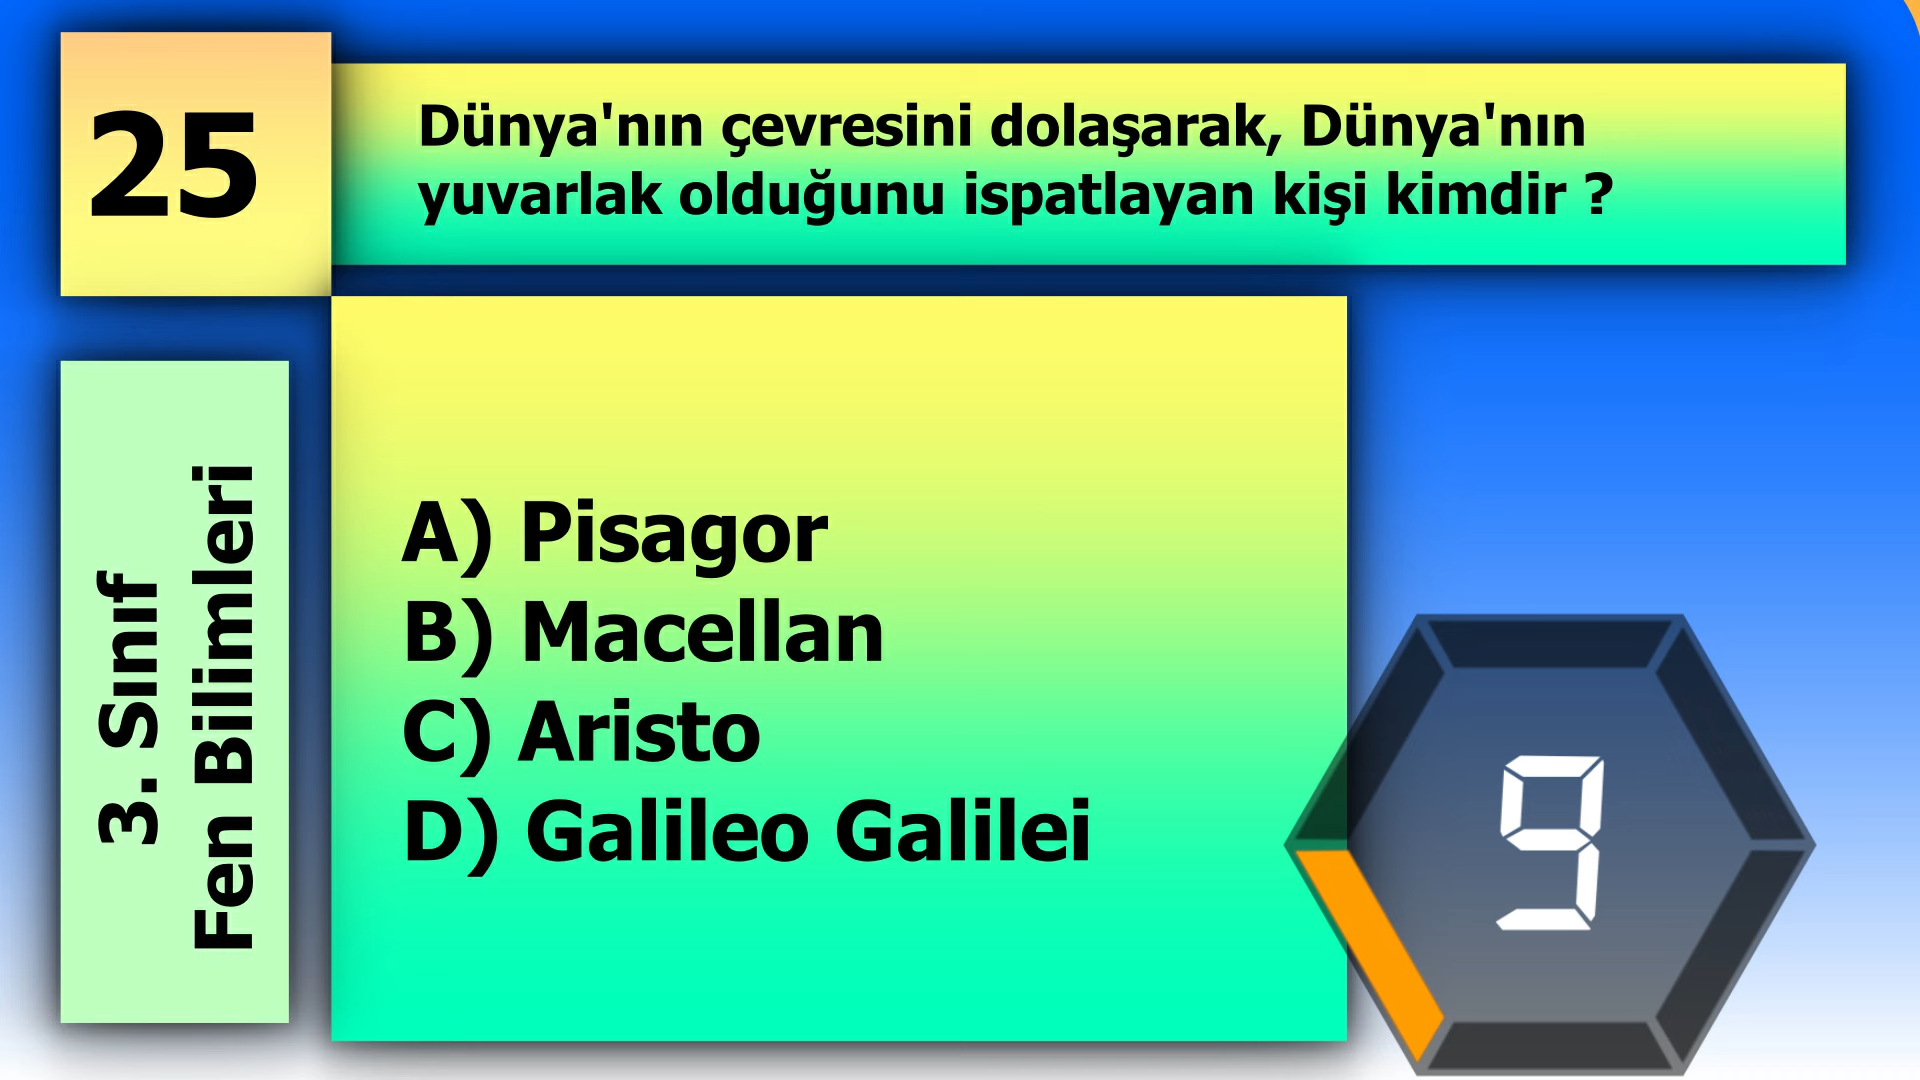 25
Dünya'nın çevresini dolaşarak, Dünya'nın
yuvarlak olduğunu ispatlayan kişi kimdir ?
3. Sınıf
Fen Bilimleri
A) Pisagor
B) Macellan
C) Aristo
D) Galileo Galilei
9